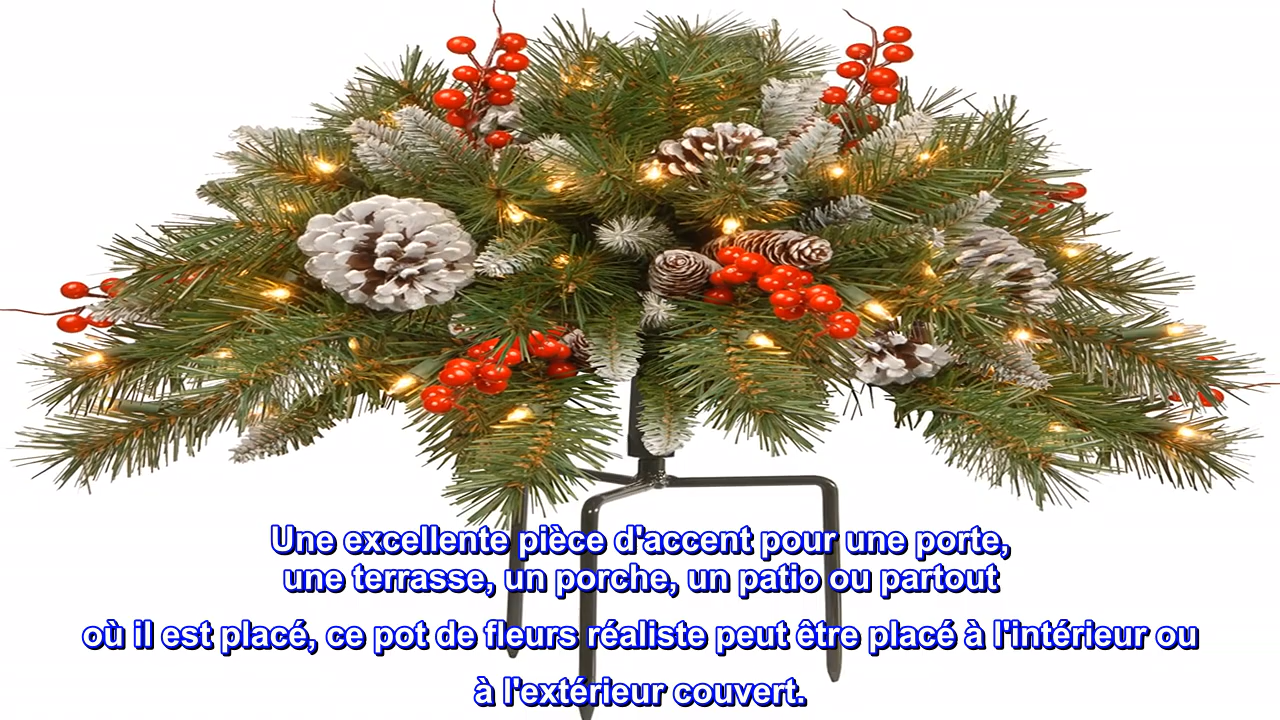 Une excellente pièce d'accent pour une porte,
une terrasse, un porche, un patio ou partout
où il est placé, ce pot de fleurs réaliste peut être placé à l'intérieur ou
à l'extérieur couvert.